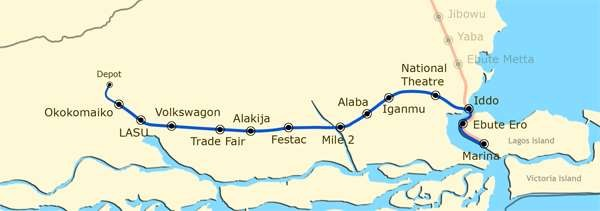 Jibowu
Yaba
Ebute Metta
National
Theatre
Depot
Iddo
Okokomaiko
Volkswagon
Alaba
Iganmu
LASU
Alakija
Ebute Ero
Trade Fair
Festac
Mile 2
Marina
Lagos Island
Victoria Island